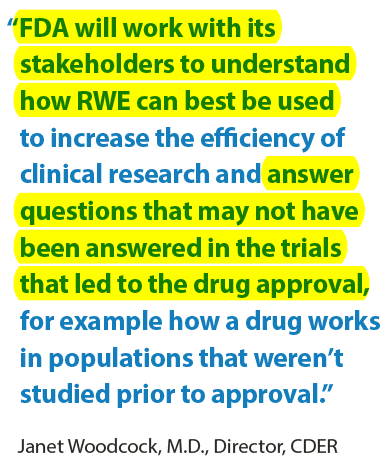 “FDA will work with its
stakeholders to understand
how RWE can best be used
to increase the efficiency of
clinical research and answer
questions that may not have
been answered in the trials
that led to the drug approval,
for example how a drug works
in populations that weren’t
studied prior to approval.”
Janet Woodcock, M.D., Director, CDER